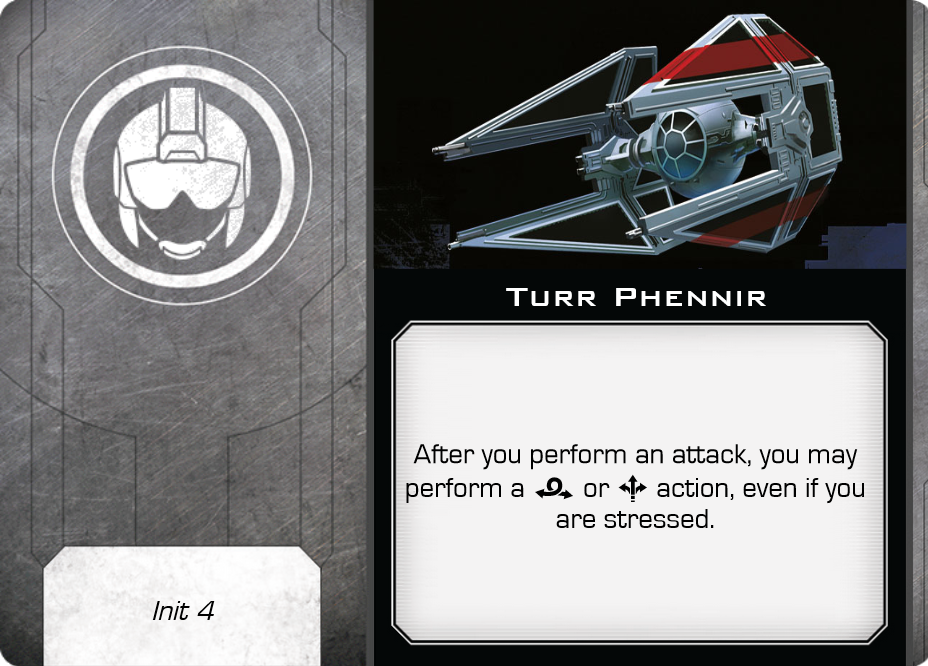 Turr Phennir
After you perform an attack, you may
perform a or action, even if you
are stressed.
Init 4